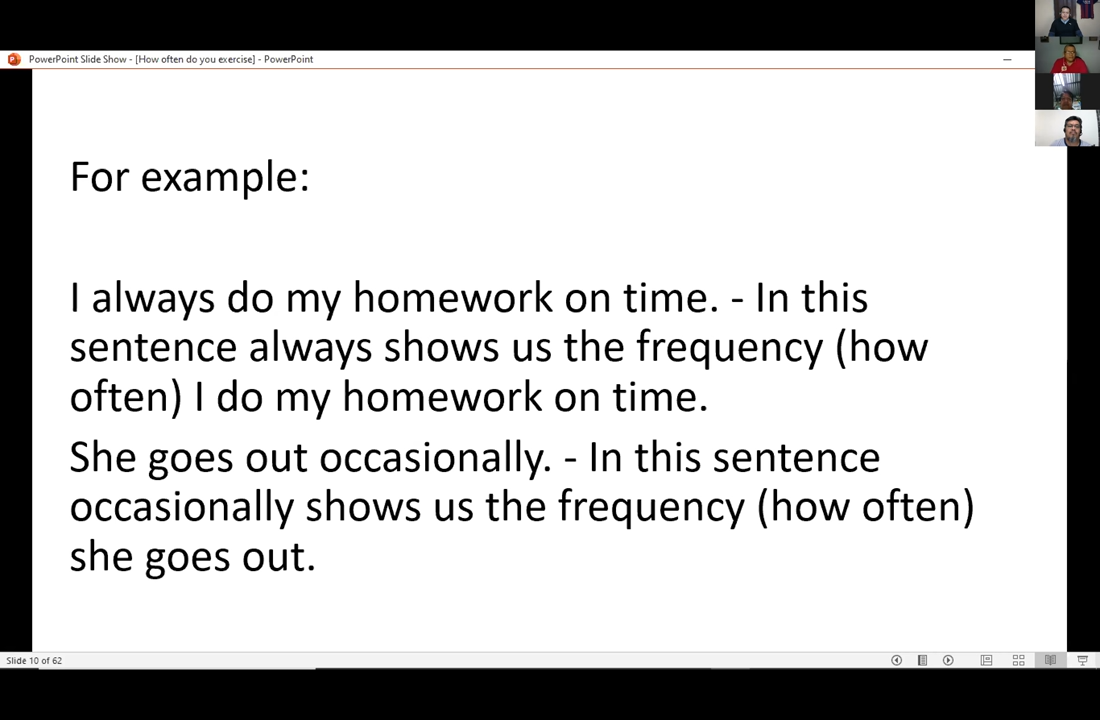 PowerPoint Slide Show - [How often do you exercise] - PowerPoint
For example:
I always do my homework on time. - In this
sentence always shows us the frequency (how
often) I do my homework on time.
She goes out occasionally. - In this sentence
occasionally shows us the frequency (how often)
she goes out.
Slide 10 of 62